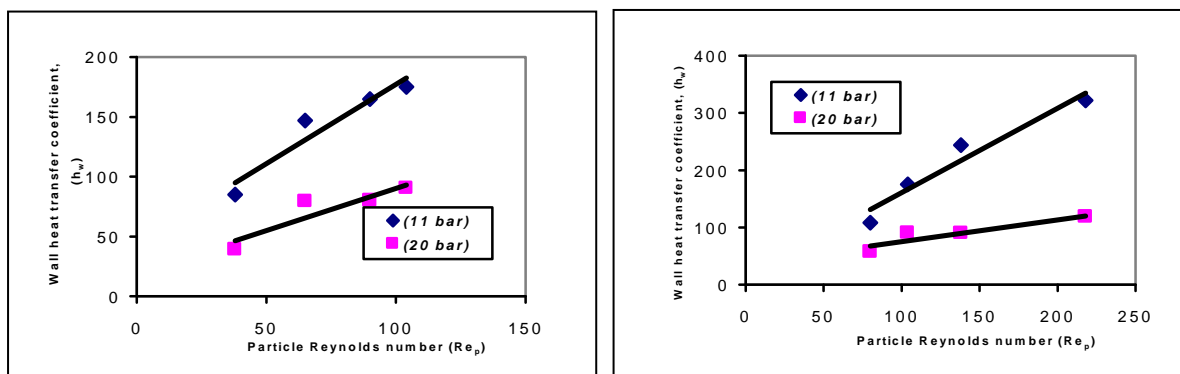 Wall heat transfer coefficient,
(hw)
200
150
100
50
0
(11 bar)
(20 bar)
0 50 100 150
Particle Reynolds number (Rep)
Wall heat transfer coefficient, (hw)
400
300
200
100
0
(11 bar)
(20 bar)
0 50 100 150 200 250
Particle Reynolds number (Rep)